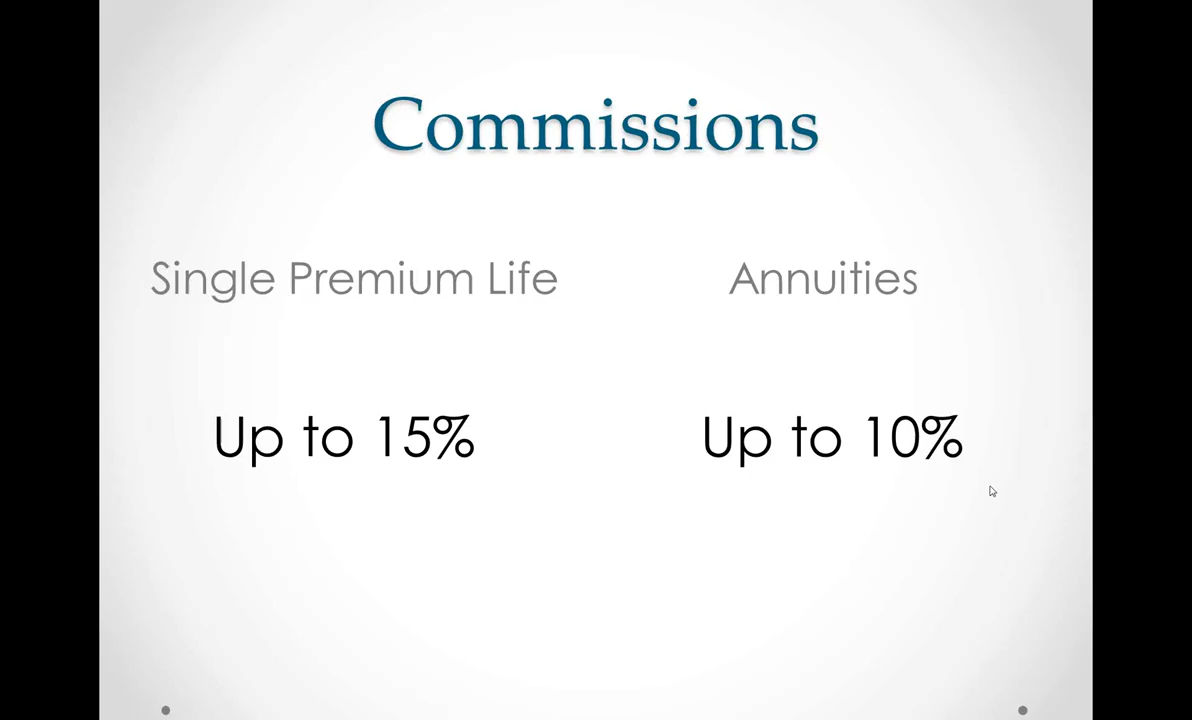 Commissions
Single Premium Life
Annuities
Up to 15%
Up to 10%